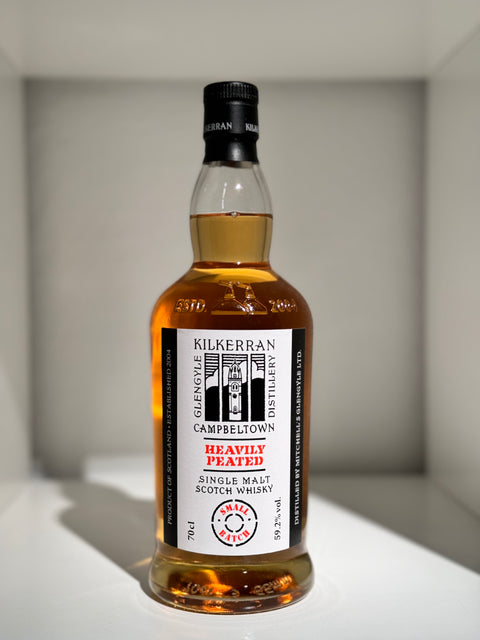 KILKERRAN
ESTD 2004
KILKERRAN
GLENGYLE
DISTILLERY
CAMPBELTOWN
HEAVILY
PEATED
SINGLE MALT
SCOTCH WHISKY
SMALL
BATCH
70cl
59.2% vol.
PRODUCT OF SCOTLAND • ESTABLISHED 2004
DISTILLED BY MITCHELL'S GLENGYLE LTD.